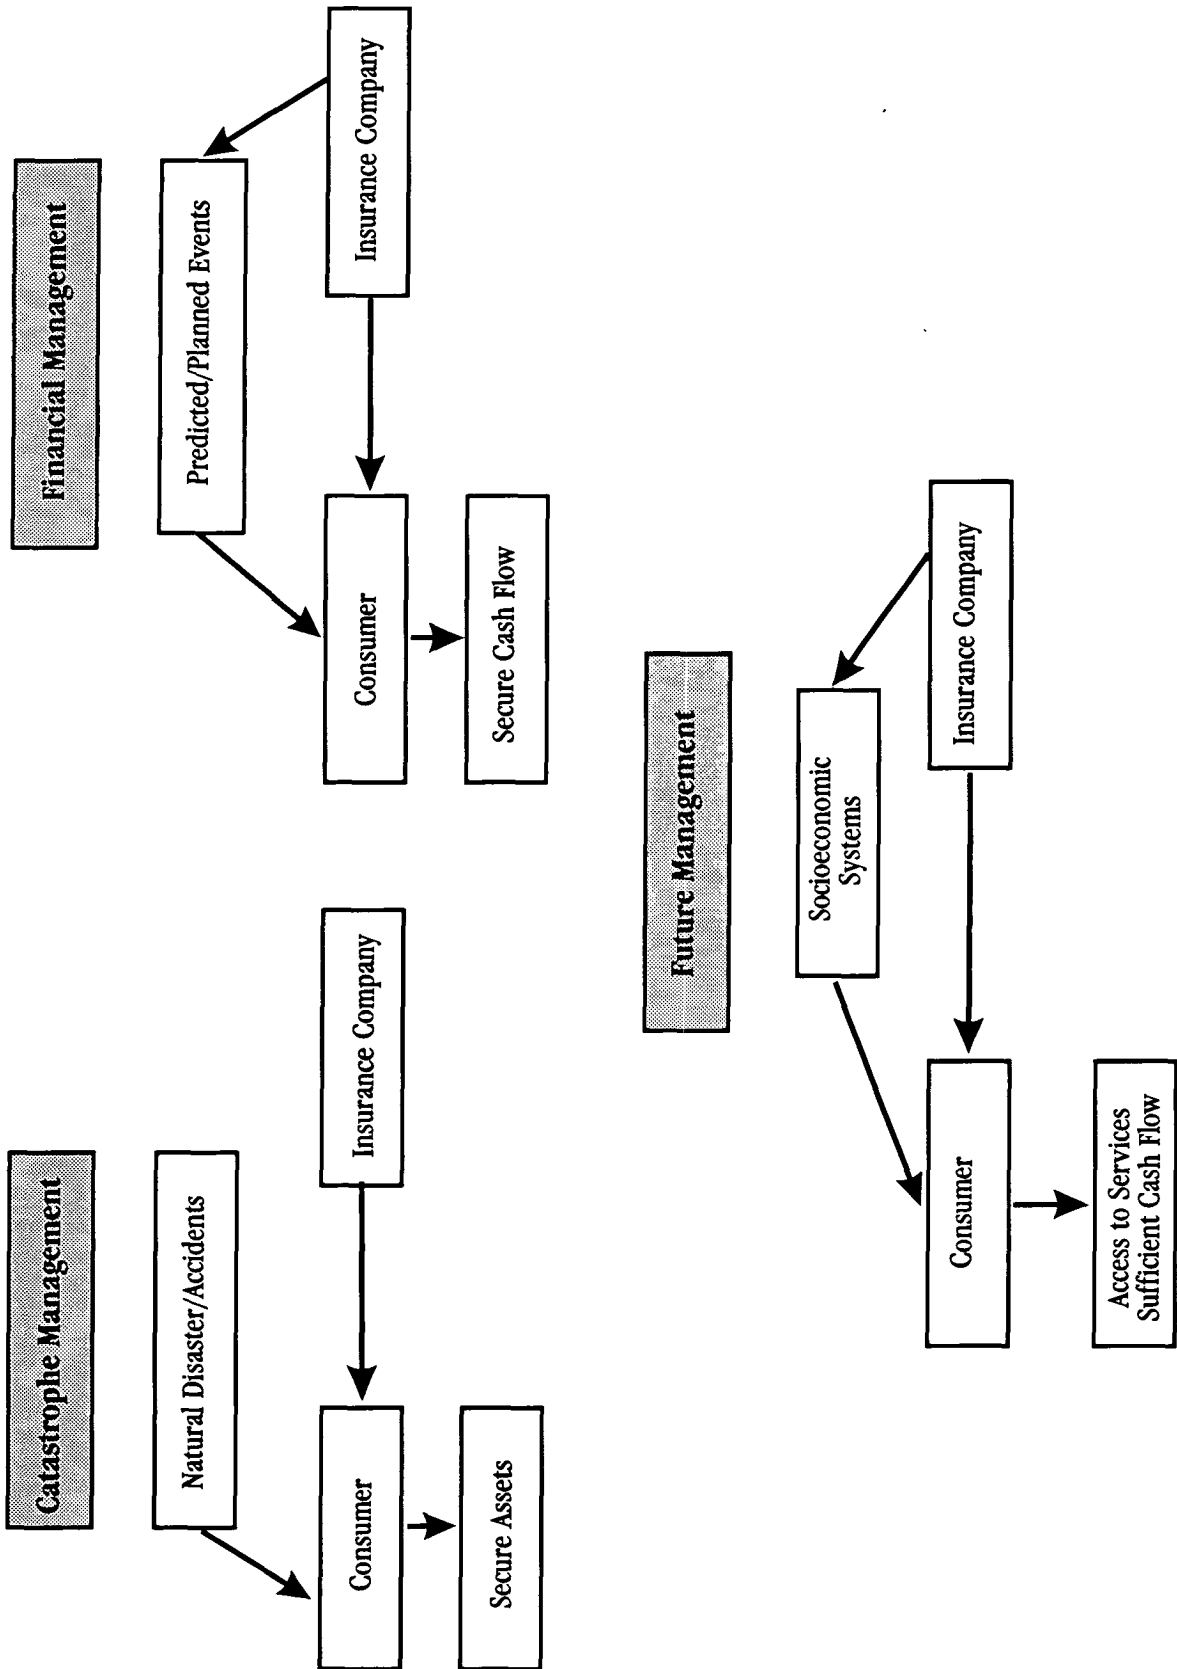 Catastrophe Management
Natural Disaster/Accidents
Consumer
Insurance Company
Secure Assets
Financial Management
Predicted/Planned Events
Consumer
Insurance Company
Secure Cash Flow
Future Management
Socioeconomic
Systems
Consumer
Insurance Company
Access to Services
Sufficient Cash Flow